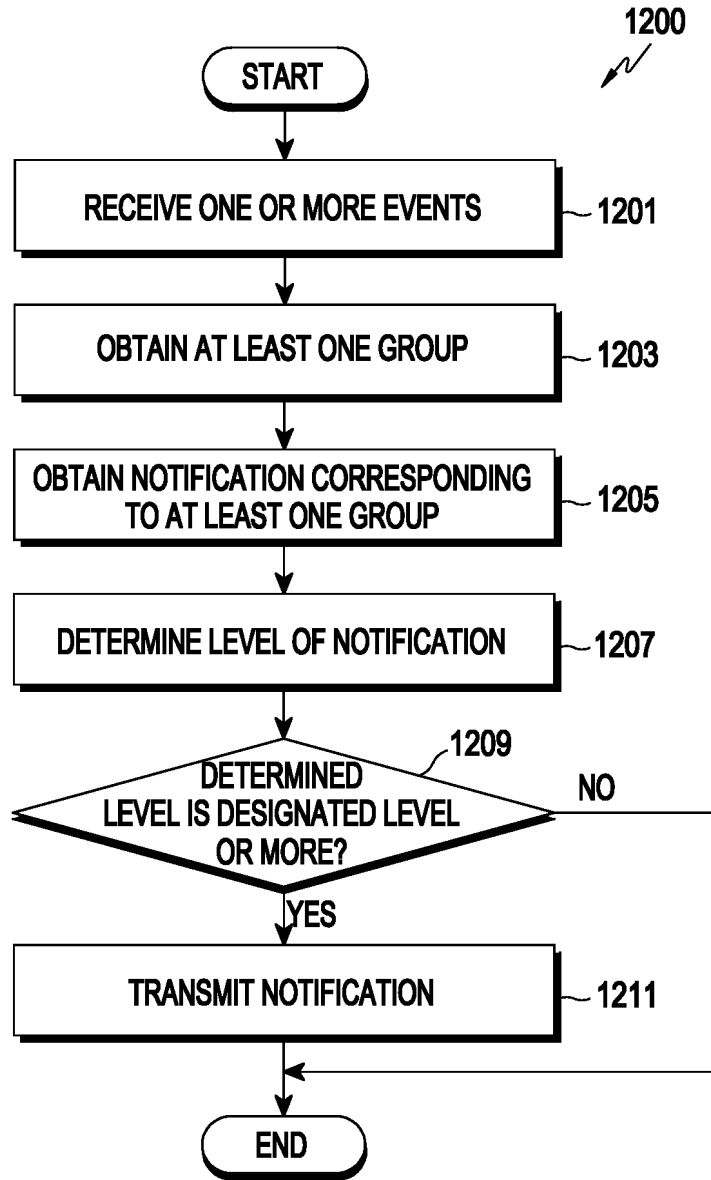 1200
START
RECEIVE ONE OR MORE EVENTS
1201
OBTAIN AT LEAST ONE GROUP
1203
OBTAIN NOTIFICATION CORRESPONDING
TO AT LEAST ONE GROUP
1205
DETERMINE LEVEL OF NOTIFICATION
1207
1209
DETERMINED
LEVEL IS DESIGNATED LEVEL
OR MORE?
NO
YES
TRANSMIT NOTIFICATION
1211
END